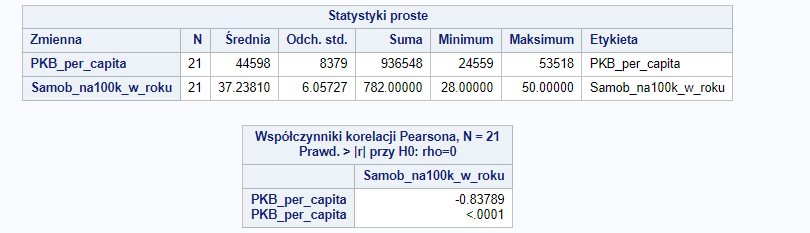 Statystyki proste
Zmienna N Średnia Odch. std. Suma Minimum Maksimum Etykieta
PKB_per_capita 21 44598 8379 936548 24559 53518 PKB_per_capita
Samob_na100k_w_roku 21 37.23810 6.05727 782.00000 28.00000 50.00000 Samob_na100k_w_roku
Współczynniki korelacji Pearsona, N = 21
Prawd. > |r| przy H0: rho=0
Samob_na100k_w_roku
PKB_per_capita -0.83789
PKB_per_capita <.0001